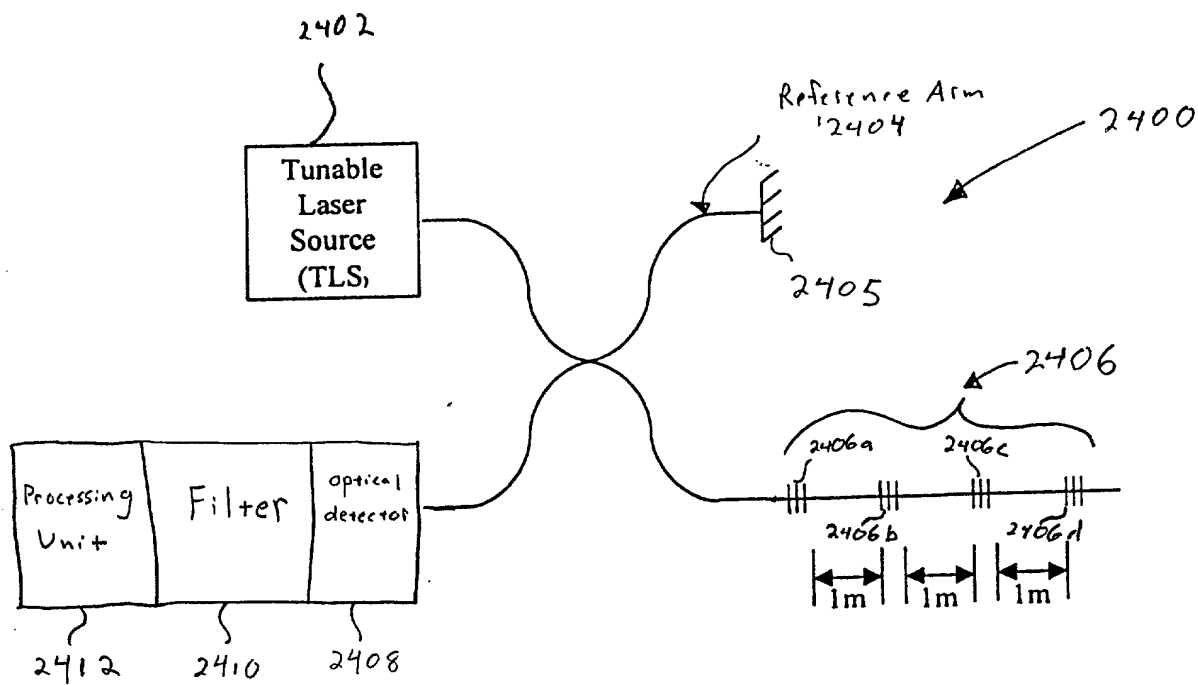 2402
Reference Arm
2404
2400
Tunable
Laser
Source
(TLS)
2405
2406
2406a
2406c
Processing
Unit
Filter
optical
detector
2406b
2406d
1m
1m
1m
2412
2410
2408